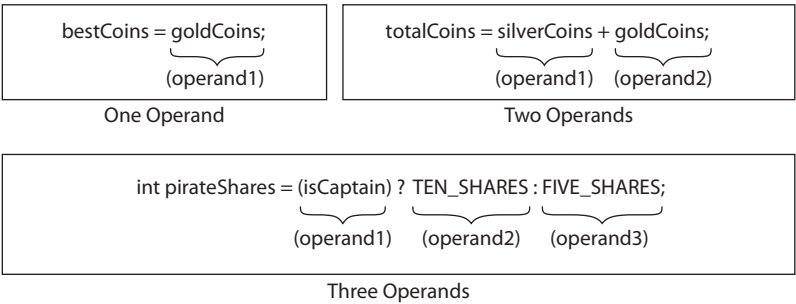 bestCoins = goldCoins;
(operand1)
One Operand
totalCoins = silverCoins + goldCoins;
(operand1) (operand2)
Two Operands
int pirateShares = (isCaptain) ? TEN_SHARES : FIVE_SHARES;
(operand1) (operand2) (operand3)
Three Operands